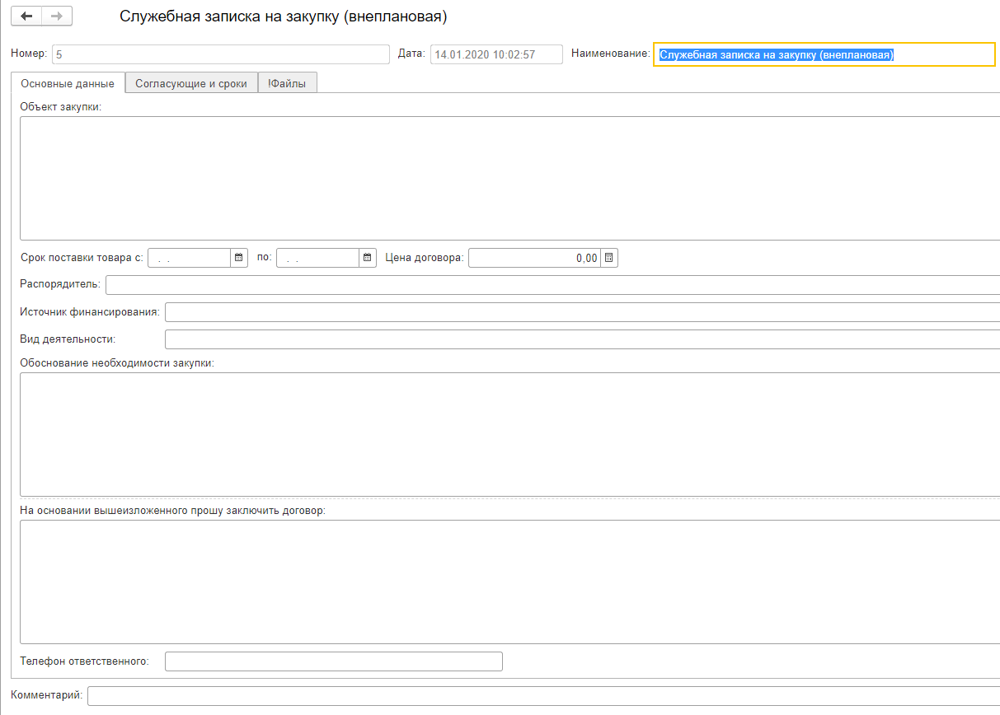 Служебная записка на закупку (внеплановая)
Номер: 5 Дата: 14.01.2020 10:02:57 Наименование: Служебная записка на закупку (внеплановая)
Основные данные Согласующие и сроки !Файлы
Объект закупки:
Срок поставки товара с: . . по: . . Цена договора: 0,00
Распорядитель:
Источник финансирования:
Вид деятельности:
Обоснование необходимости закупки:
На основании вышеизложенного прошу заключить договор:
Телефон ответственного:
Комментарий: